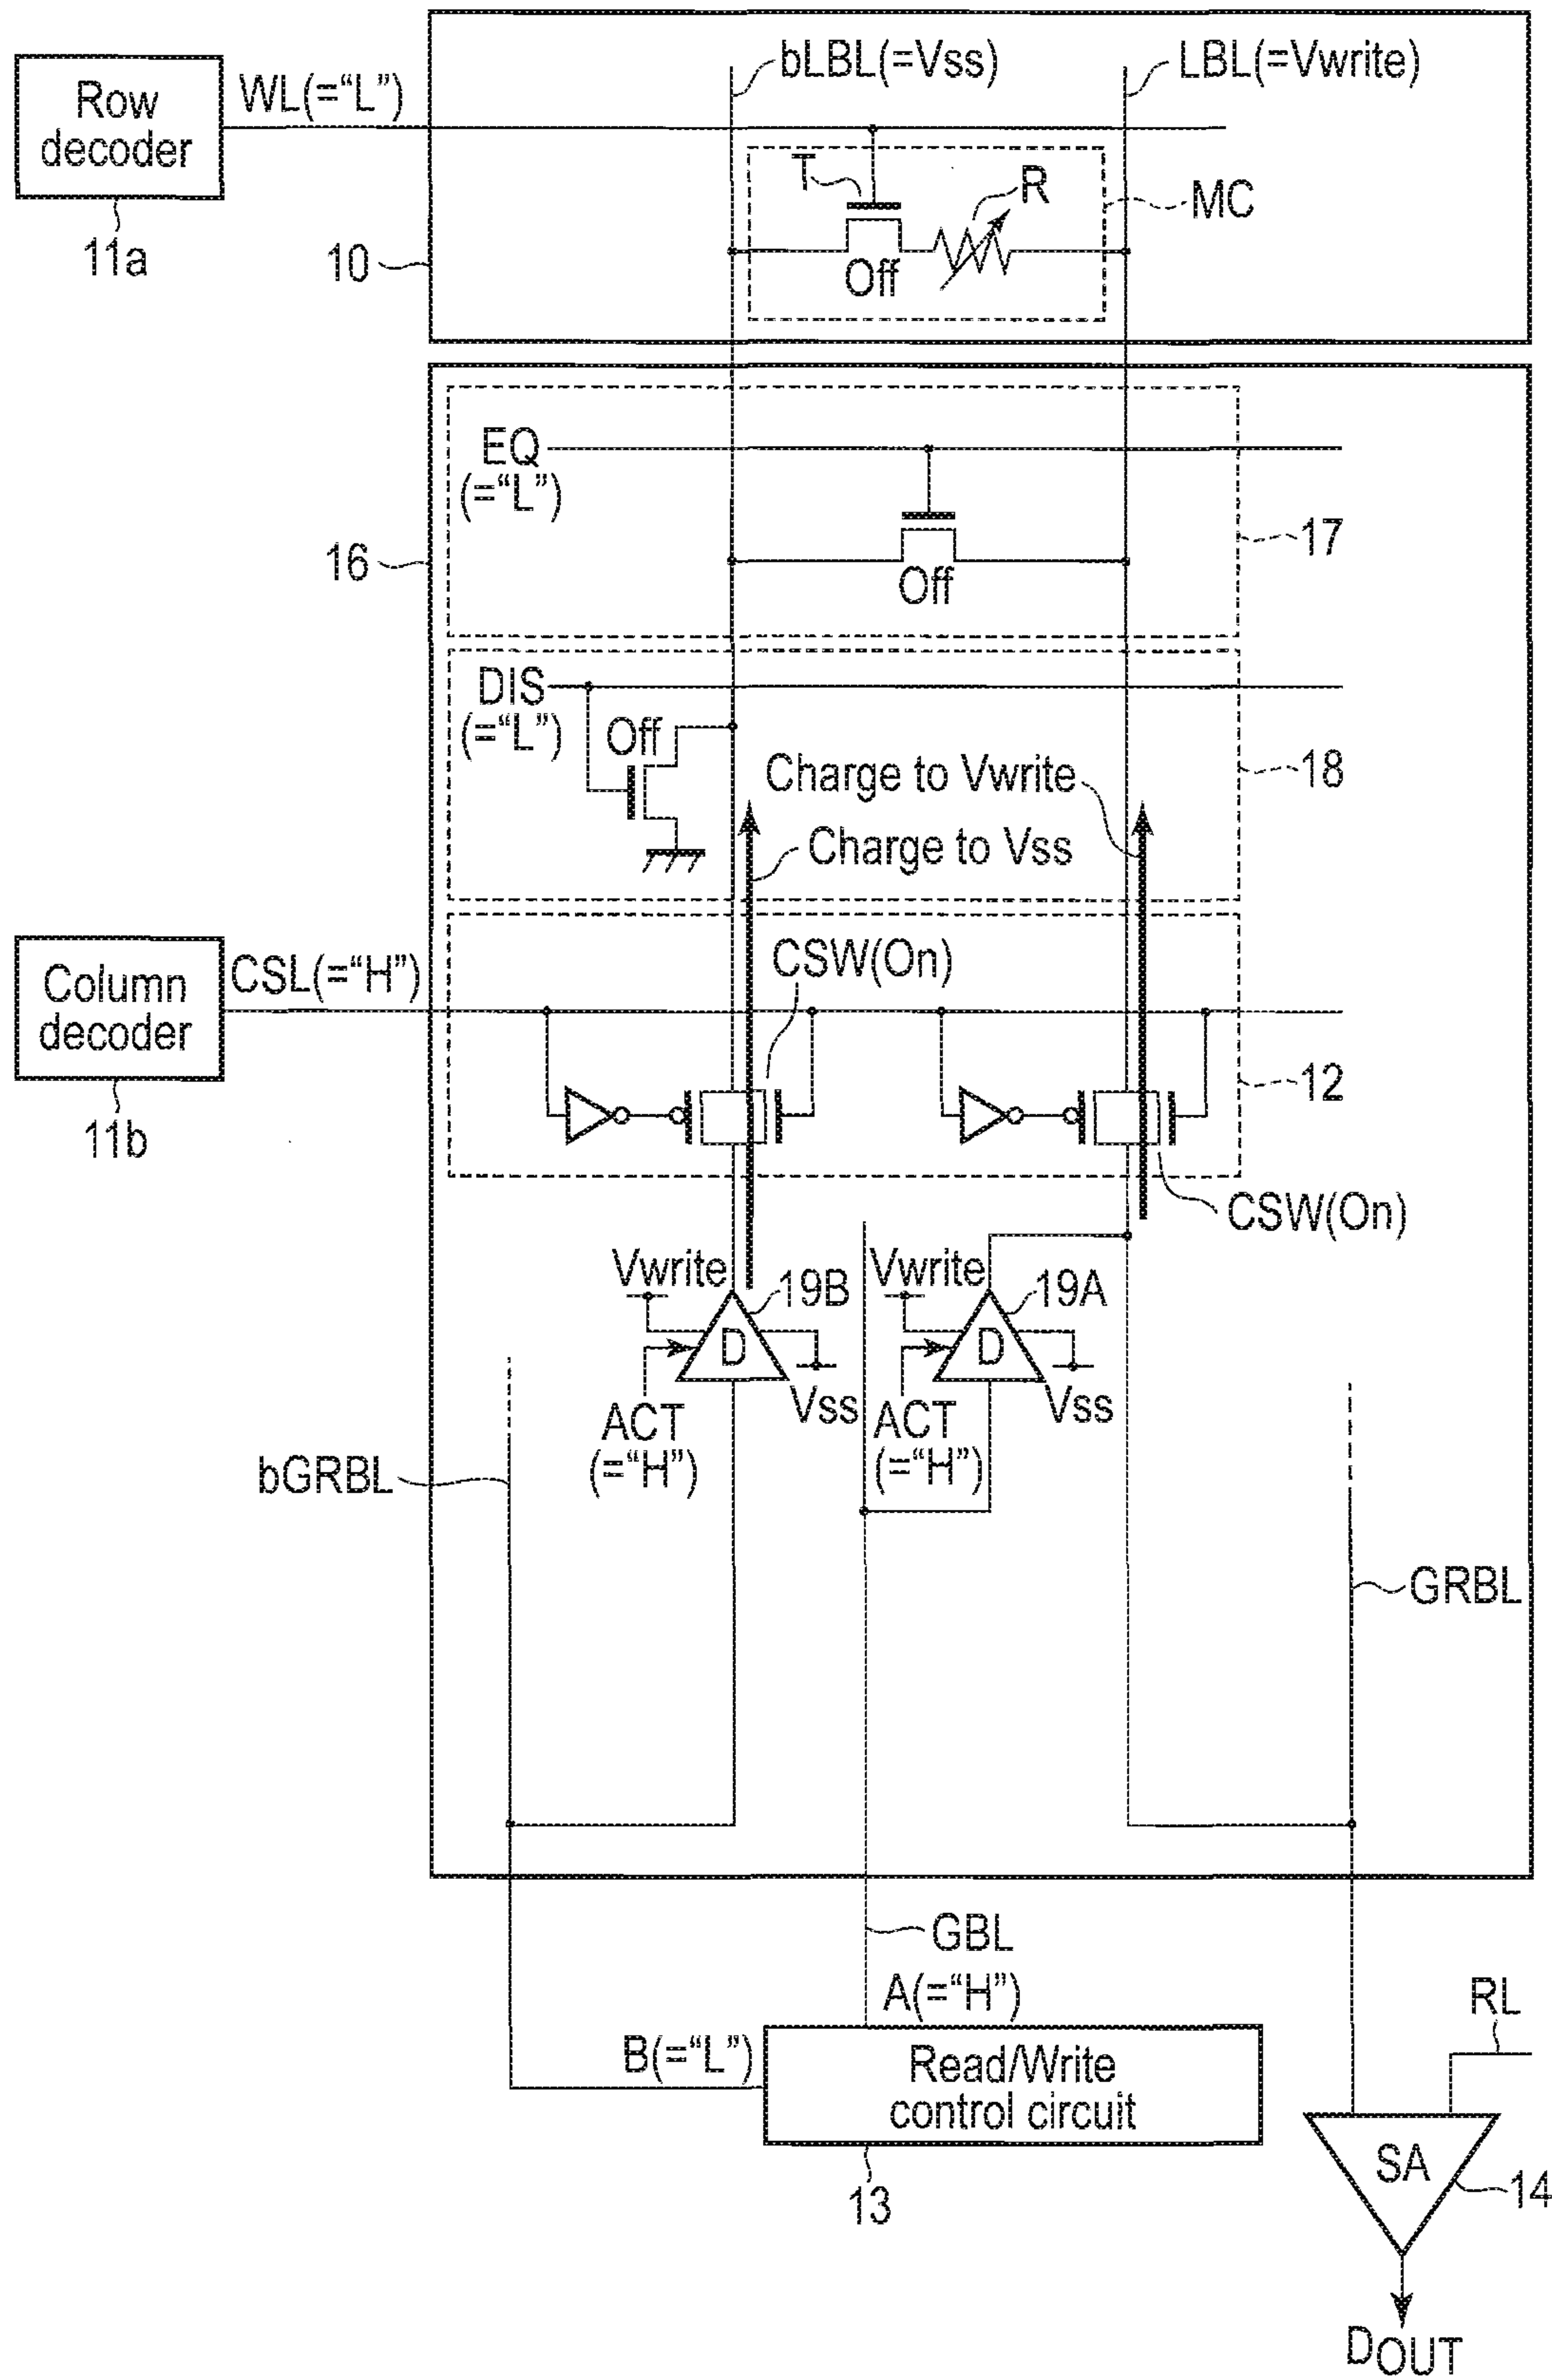 bLBL(=Vss)
LBL(=Vwrite)
Row
decoder
WL(="L")
11a
10
T
R
MC
Off
EQ
(="L")
16
17
Off
DIS
(="L")
Off
Charge to Vwrite
18
Charge to Vss
Column
decoder
CSL(="H")
CSW(On)
11b
12
CSW(On)
Vwrite
19B
Vwrite
19A
D
D
Vss
Vss
ACT
(="H")
ACT
(="H")
bGRBL
GRBL
GBL
A(="H")
RL
B(="L")
Read/Write
control circuit
13
SA
14
DOUT